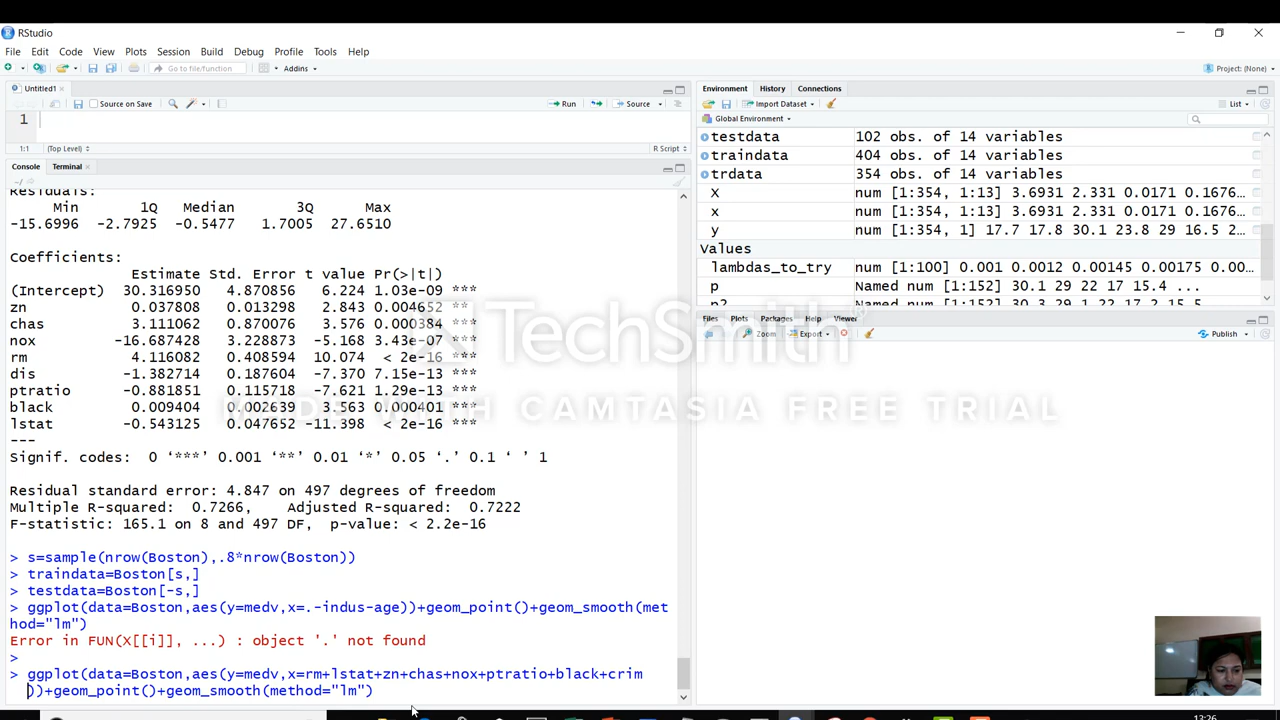 RStudio
File Edit Code View Plots Session Build Debug Profile Tools Help
Go to file/function Addins Project: (None)
Untitled1
Source on Save Run Source
1
1:1 (Top Level) R Script
Console Terminal
~/
Residuals:
Min 1Q Median 3Q Max
-15.6996 -2.7925 -0.5477 1.7005 27.6510
Coefficients:
Estimate Std. Error t value Pr(>|t|)
(Intercept) 30.316950 4.870856 6.224 1.03e-09 ***
zn 0.037808 0.013298 2.843 0.004652 **
chas 3.111062 0.870076 3.576 0.000384 ***
nox -16.687428 3.228873 -5.168 3.43e-07 ***
rm 4.116082 0.408594 10.074 < 2e-16 ***
dis -1.382714 0.187604 -7.370 7.15e-13 ***
ptratio -0.881851 0.115718 -7.621 1.29e-13 ***
black 0.009404 0.002639 3.563 0.000401 ***
lstat -0.543125 0.047652 -11.398 < 2e-16 ***
---
Signif. codes: 0 ‘***’ 0.001 ‘**’ 0.01 ‘*’ 0.05 ‘.’ 0.1 ‘ ’ 1
Residual standard error: 4.847 on 497 degrees of freedom
Multiple R-squared: 0.7266, Adjusted R-squared: 0.7222
F-statistic: 165.1 on 8 and 497 DF, p-value: < 2.2e-16
> s=sample(nrow(Boston),.8*nrow(Boston))
> traindata=Boston[s,]
> testdata=Boston[-s,]
> ggplot(data=Boston,aes(y=medv,x=.-indus-age))+geom_point()+geom_smooth(met
hod="lm")
Error in FUN(X[[i]], ...) : object '.' not found
>
> ggplot(data=Boston,aes(y=medv,x=rm+lstat+zn+chas+nox+ptratio+black+crim
))+geom_point()+geom_smooth(method="lm")
Environment History Connections
Import Dataset List
Global Environment
testdata 102 obs. of 14 variables
traindata 404 obs. of 14 variables
trdata 354 obs. of 14 variables
X num [1:354, 1:13] 3.6931 2.331 0.0171 0.1676...
x num [1:354, 1:13] 3.6931 2.331 0.0171 0.1676...
y num [1:354, 1] 17.7 17.8 30.1 23.8 29 16.5 2...
Values
lambdas_to_try num [1:100] 0.001 0.0012 0.00145 0.00175 0.00...
p Named num [1:152] 30.1 29 22 17 15.4 ...
p2 Named num [1:152] 30.3 29.1 22 17.2 15.5
Files Plots Packages Help Viewer
Zoom Export Publish
TechSmith
MADE WITH CAMTASIA FREE TRIAL
13:26